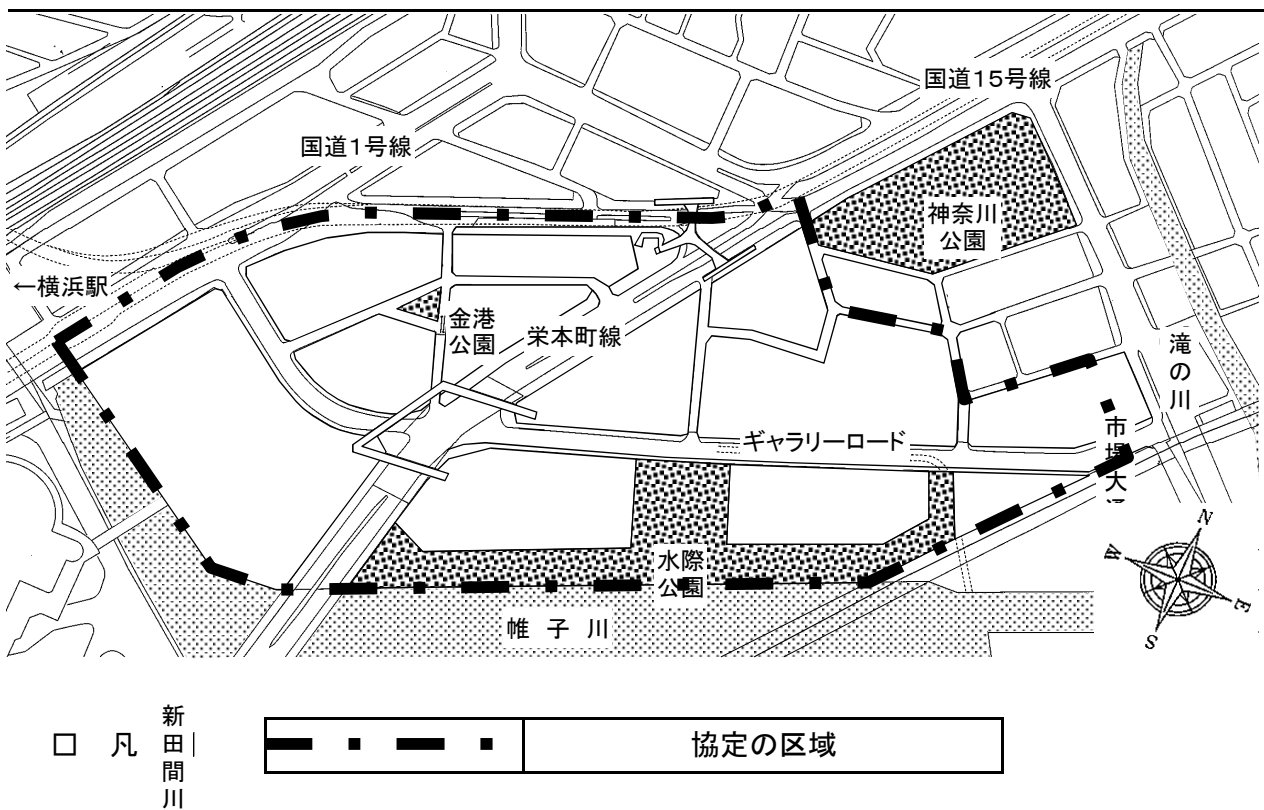 国道15号線
国道1号線
神奈川
公園
←横浜駅
金港
公園
栄本町線
滝の川
ギャラリーロード
市場大通
水際
公園
帷子川
N
W
E
S
□ 凡
新田間川
協定の区域